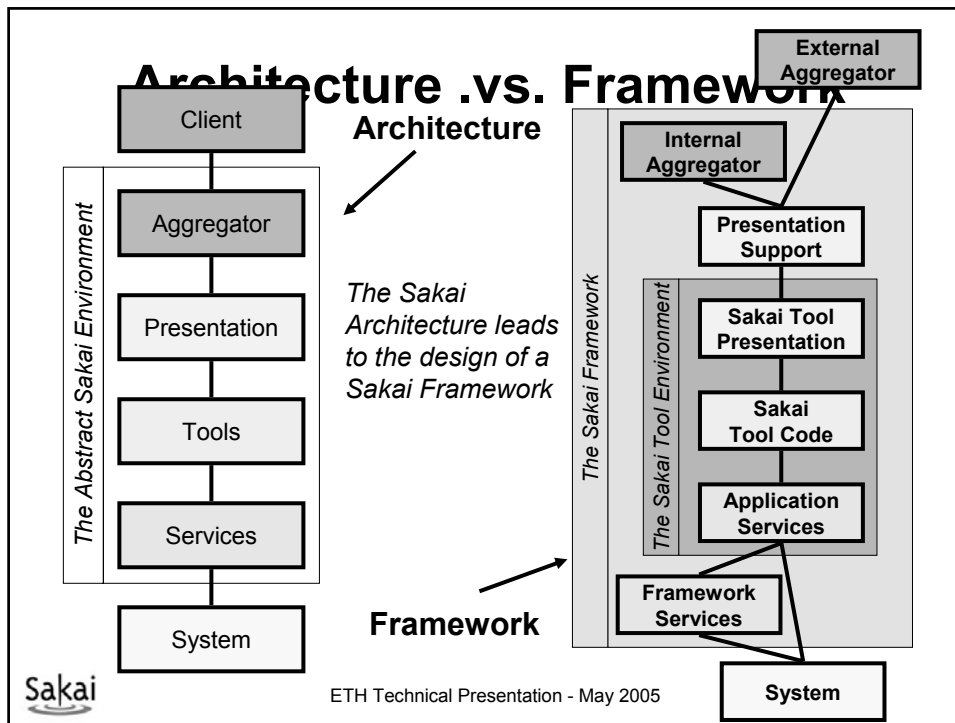 Architecture .vs. Framework
Client
The Abstract Sakai Environment
Aggregator
Presentation
Tools
Services
System
Architecture
The Sakai
Architecture leads
to the design of a
Sakai Framework
Framework
External
Aggregator
The Sakai Framework
Internal
Aggregator
Presentation
Support
The Sakai Tool Environment
Sakai Tool
Presentation
Sakai
Tool Code
Application
Services
Framework
Services
System
Sakai
ETH Technical Presentation - May 2005